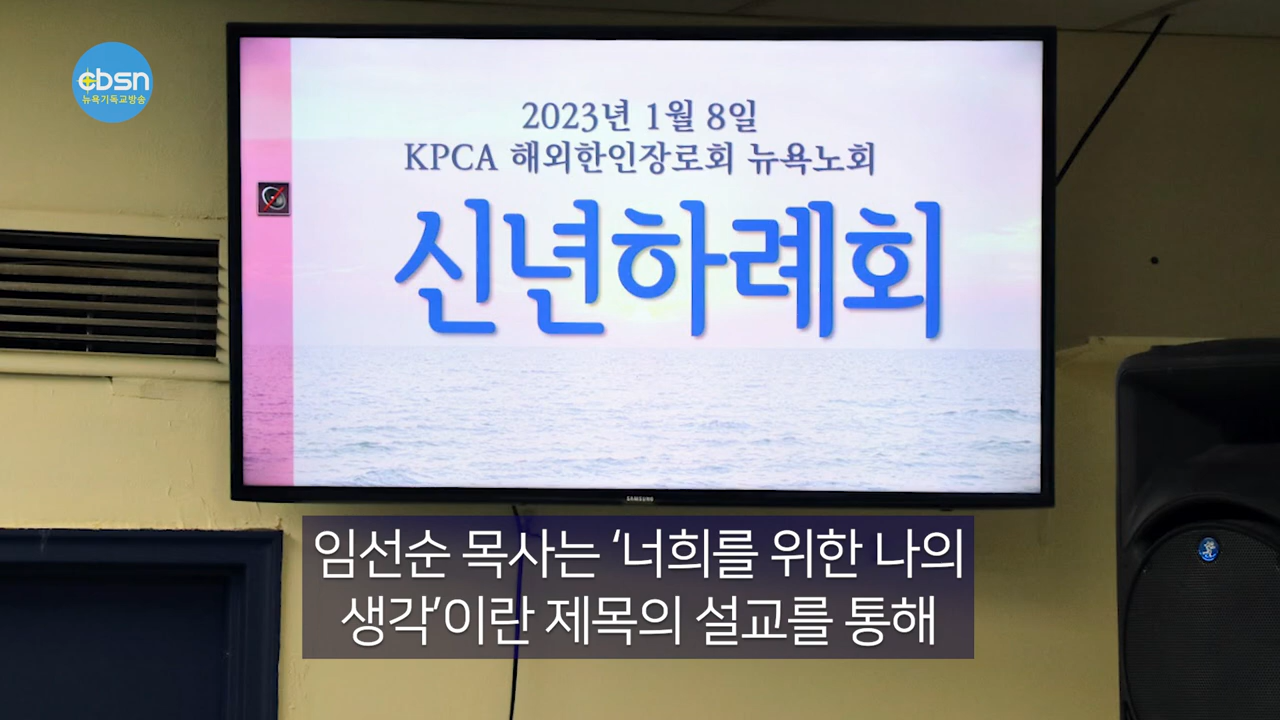 cbsn
뉴욕기독교방송
2023년 1월 8일
KPCA 해외한인장로회 뉴욕노회
신년하례회
SAMSUNG
임선순 목사는 ‘너희를 위한 나의
생각’이란 제목의 설교를 통해